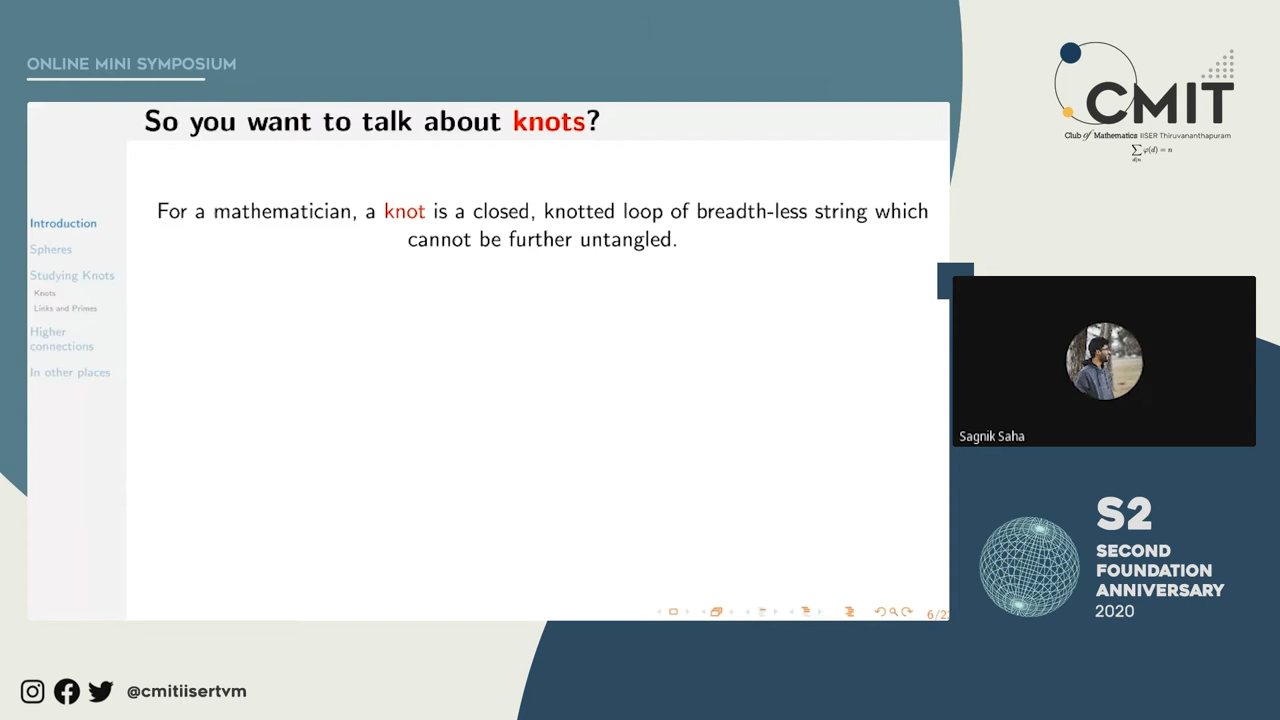 ONLINE MINI SYMPOSIUM
CMIT
Club of Mathematics IISER Thiruvananthapuram
∑ φ(d) = n
d|n
So you want to talk about knots?
For a mathematician, a knot is a closed, knotted loop of breadth-less string which
cannot be further untangled.
Introduction
Spheres
Studying Knots
Knots
Links and Primes
Higher
connections
In other places
6/2
Sagnik Saha
S2
SECOND
FOUNDATION
ANNIVERSARY
2020
@cmitiisertvm